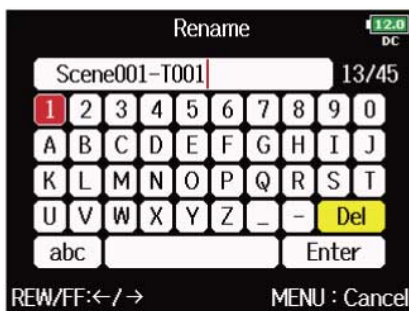 Rename 12.0
DC
Scene001-T001 13/45
1 2 3 4 5 6 7 8 9 0
A B C D E F G H I J
K L M N O P Q R S T
U V W X Y Z _ - Del
abc Enter
REW/FF:←/→ MENU : Cancel